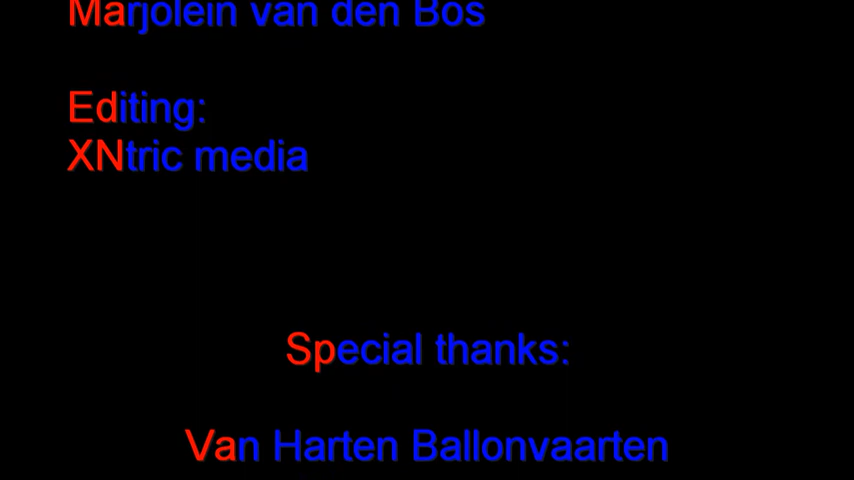 Marjolein van den Bos
Editing:
XNtric media
Special thanks:
Van Harten Ballonvaarten